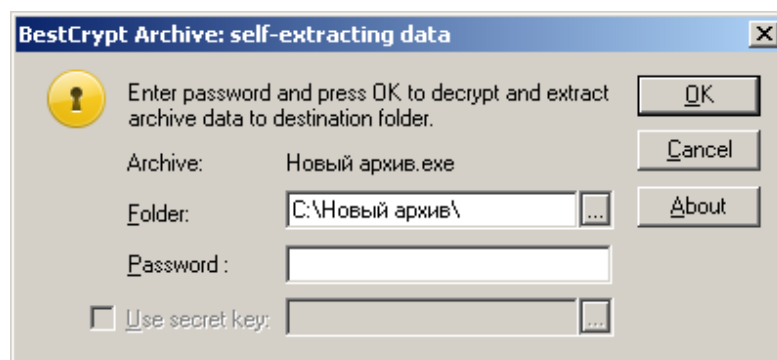 BestCrypt Archive: self-extracting data
Enter password and press OK to decrypt and extract
archive data to destination folder.
OK
Cancel
About
Archive: Новый архив.exe
Folder: C:\Новый архив\ ...
Password :
Use secret key: ...